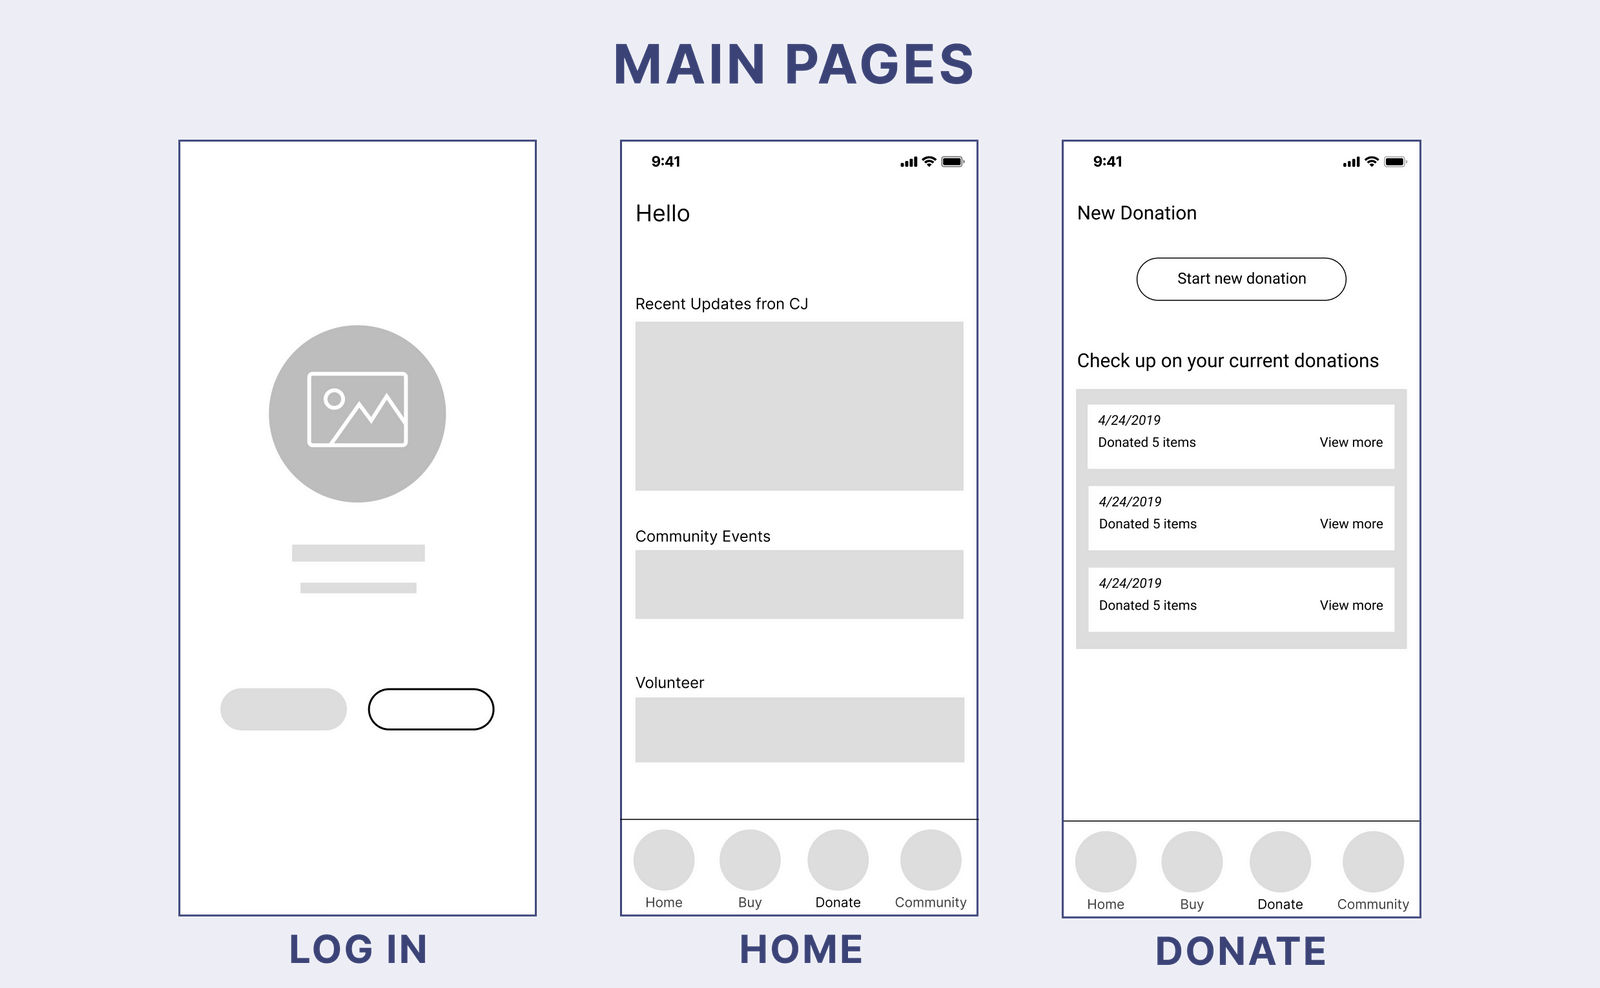 MAIN PAGES
LOG IN
9:41
Hello
Recent Updates fron CJ
Community Events
Volunteer
Home Buy Donate Community
HOME
9:41
New Donation
Start new donation
Check up on your current donations
4/24/2019
Donated 5 items View more
4/24/2019
Donated 5 items View more
4/24/2019
Donated 5 items View more
Home Buy Donate Community
DONATE